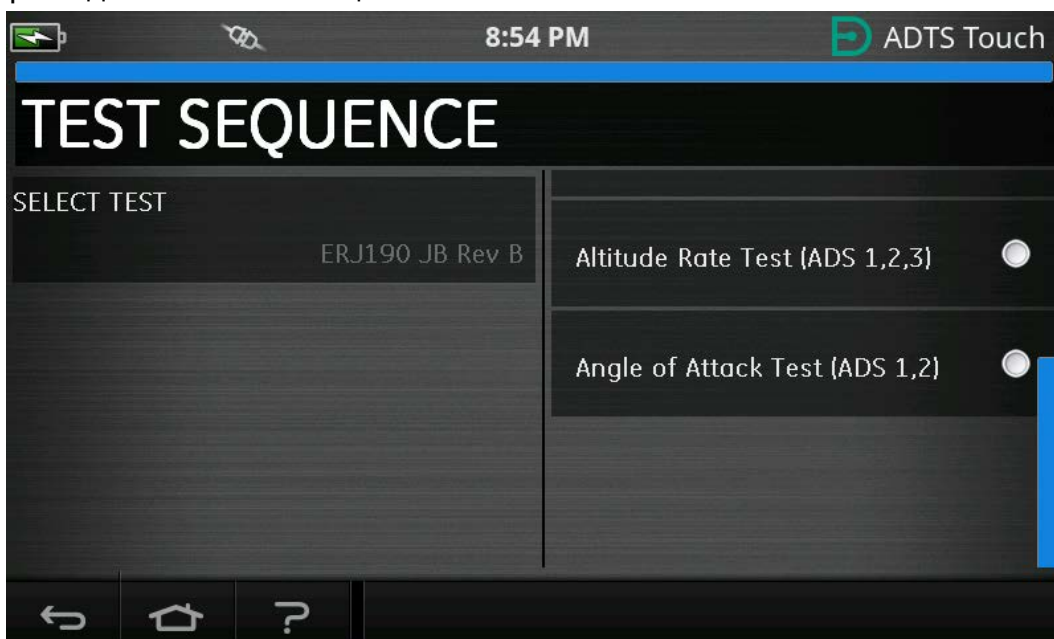 8:54 PM
ADTS Touch
TEST SEQUENCE
SELECT TEST
ERJ190 JB Rev B
Altitude Rate Test (ADS 1,2,3)
Angle of Attack Test (ADS 1,2)
?